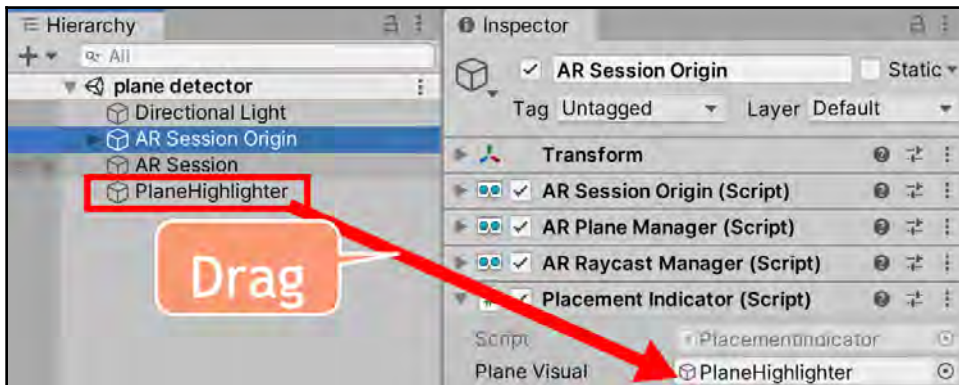 Hierarchy
All
plane detector
Directional Light
AR Session Origin
AR Session
PlaneHighlighter
Drag
Inspector
AR Session Origin Static
Tag Untagged Layer Default
Transform
AR Session Origin (Script)
AR Plane Manager (Script)
AR Raycast Manager (Script)
Placement Indicator (Script)
Script PlacementIndicator
Plane Visual PlaneHighlighter